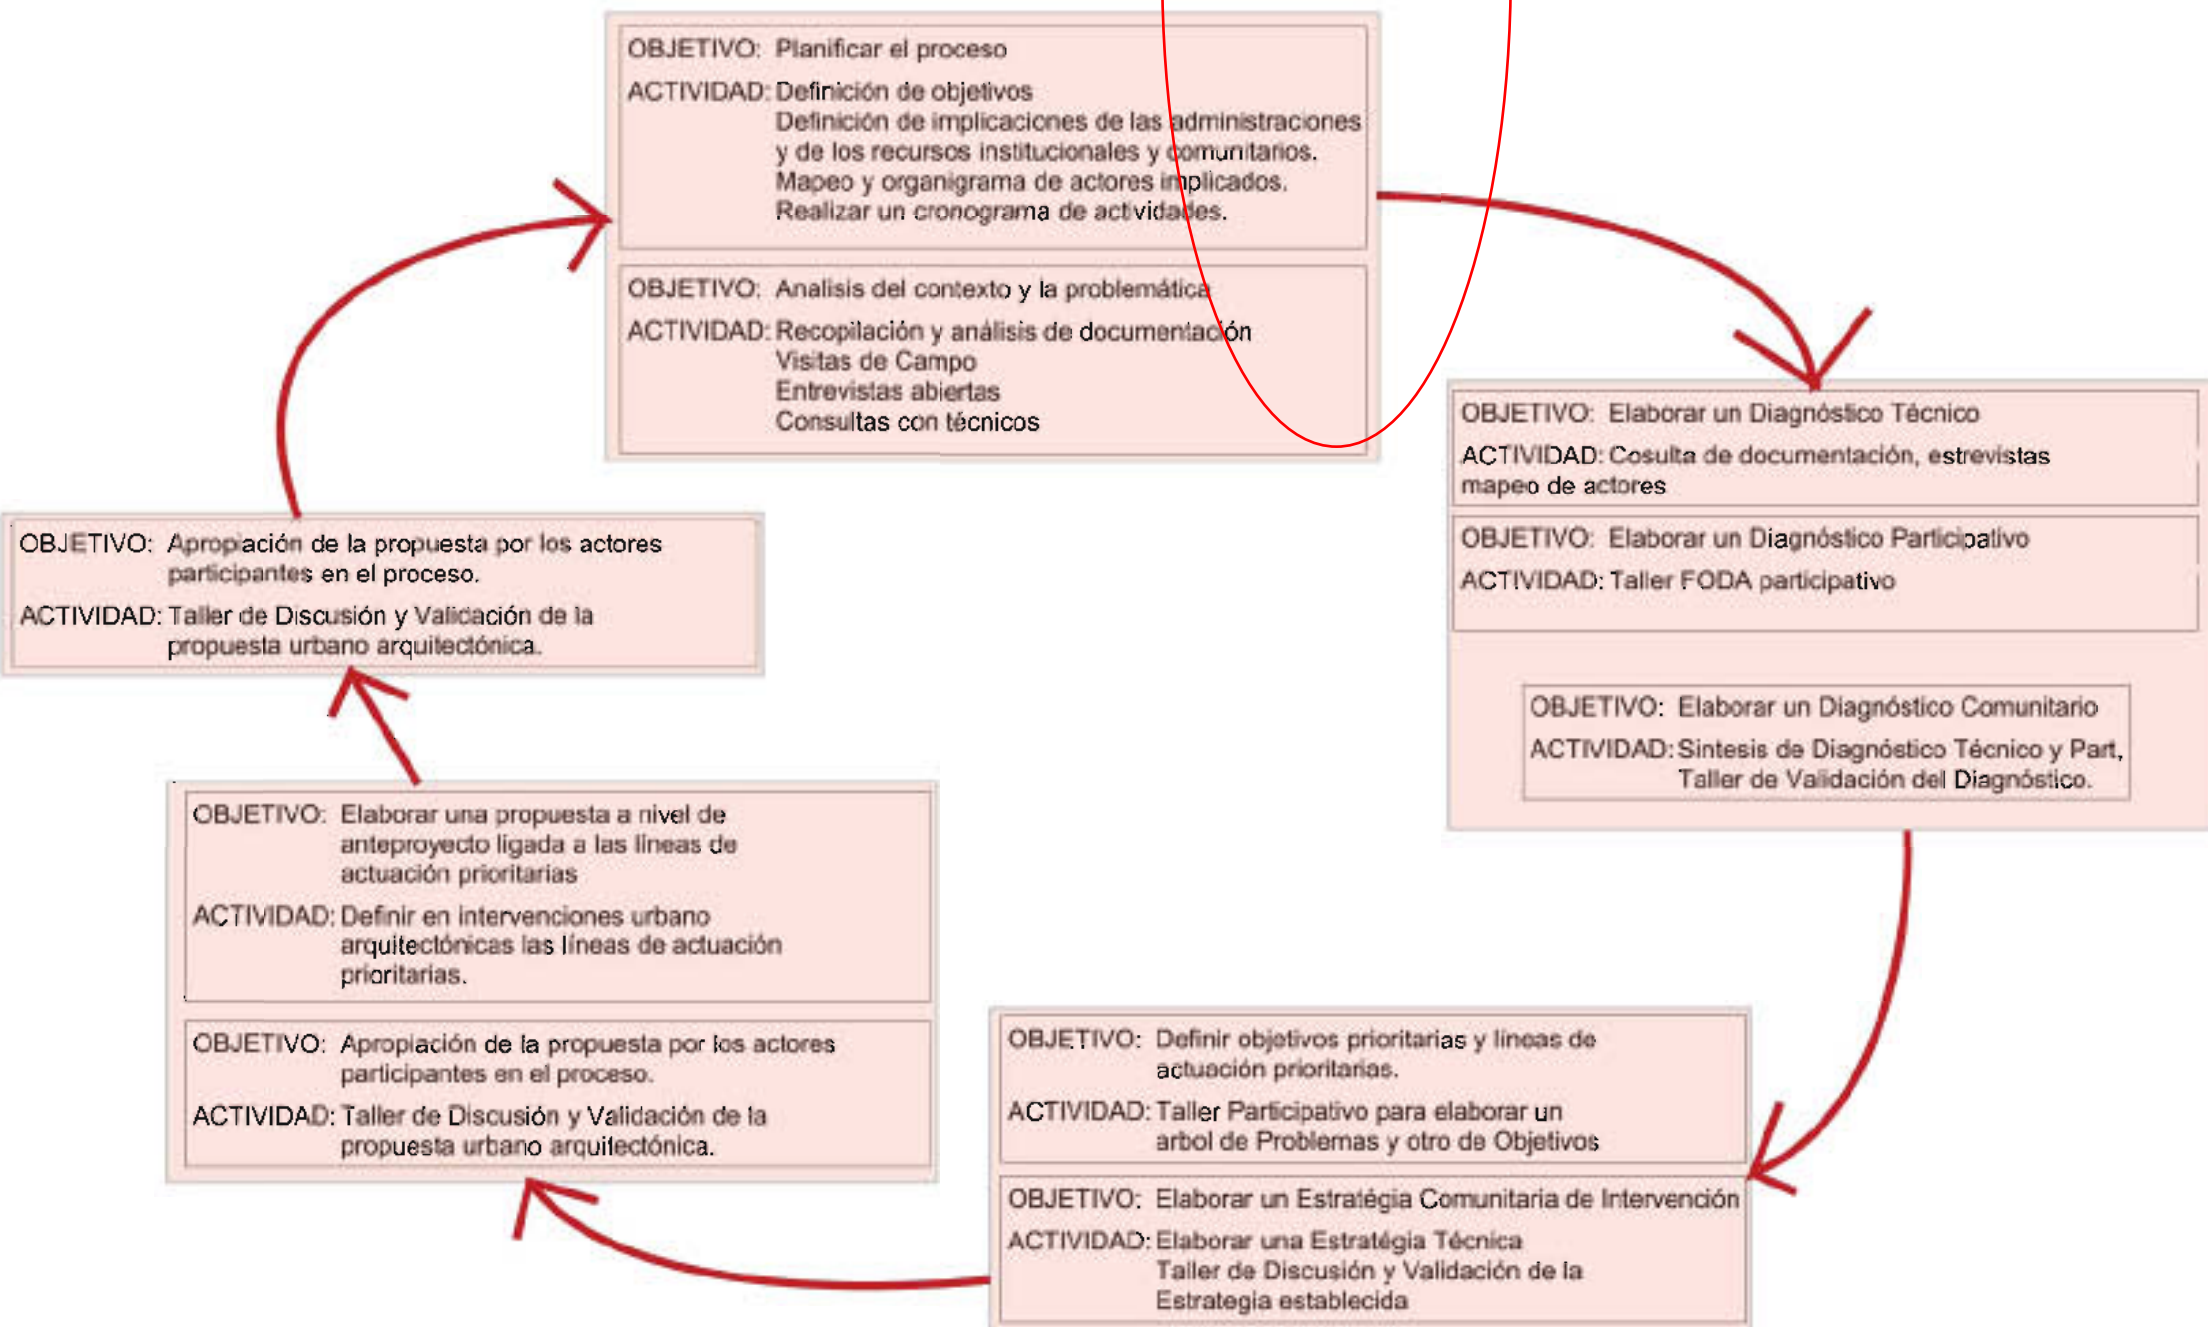 OBJETIVO: Planificar el proceso
ACTIVIDAD: Definición de objetivos
Definición de implicaciones de las administraciones
y de los recursos institucionales y comunitarios.
Mapeo y organigrama de actores implicados.
Realizar un cronograma de actividades.
OBJETIVO: Analisis del contexto y la problemática
ACTIVIDAD: Recopilación y análisis de documentación
Visitas de Campo
Entrevistas abiertas
Consultas con técnicos
OBJETIVO: Elaborar un Diagnóstico Técnico
ACTIVIDAD: Cosulta de documentación, estrevistas
mapeo de actores
OBJETIVO: Elaborar un Diagnóstico Participativo
ACTIVIDAD: Taller FODA participativo
OBJETIVO: Elaborar un Diagnóstico Comunitario
ACTIVIDAD: Sintesis de Diagnóstico Técnico y Part,
Taller de Validación del Diagnóstico.
OBJETIVO: Definir objetivos prioritarias y líneas de
actuación prioritarias.
ACTIVIDAD: Taller Participativo para elaborar un
arbol de Problemas y otro de Objetivos
OBJETIVO: Elaborar un Estratégia Comunitaria de Intervención
ACTIVIDAD: Elaborar una Estratégia Técnica
Taller de Discusión y Validación de la
Estrategia establecida
OBJETIVO: Elaborar una propuesta a nivel de
anteproyecto ligada a las líneas de
actuación prioritarias
ACTIVIDAD: Definir en intervenciones urbano
arquitectónicas las líneas de actuación
prioritarias.
OBJETIVO: Apropiación de la propuesta por los actores
participantes en el proceso.
ACTIVIDAD: Taller de Discusión y Validación de la
propuesta urbano arquitectónica.
OBJETIVO: Apropiación de la propuesta por los actores
participantes en el proceso.
ACTIVIDAD: Taller de Discusión y Validación de la
propuesta urbano arquitectónica.